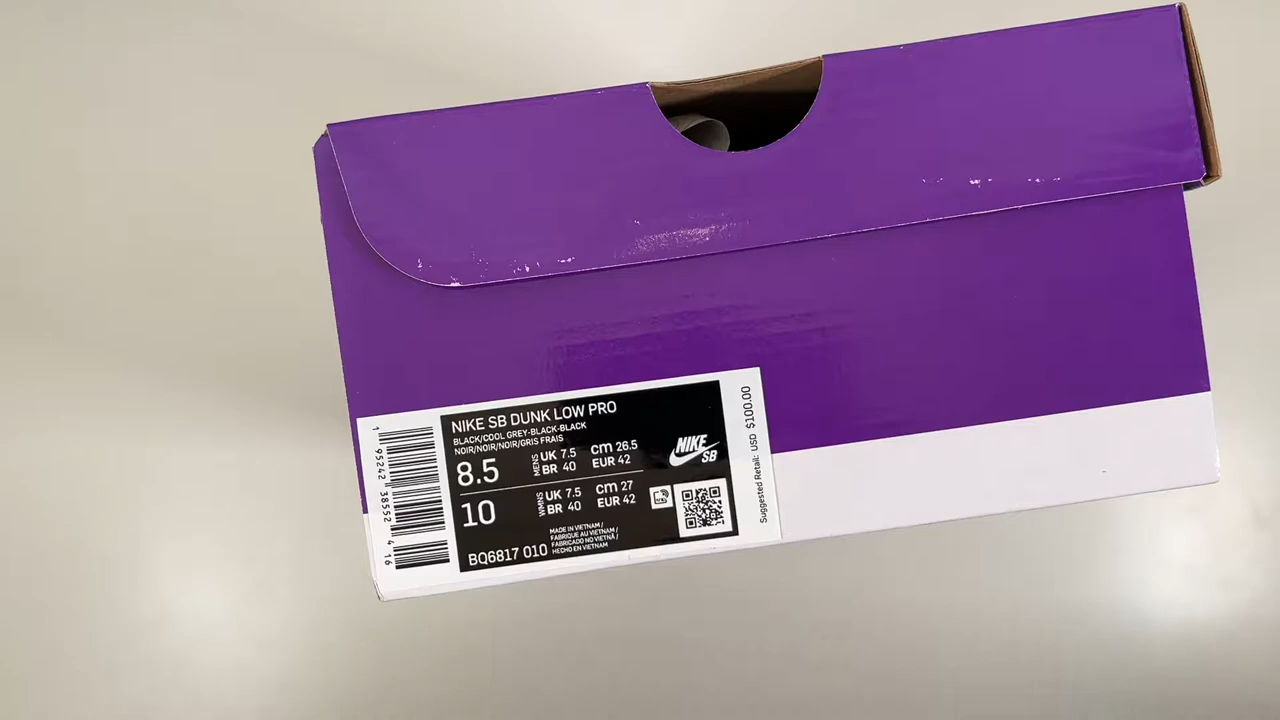 NIKE SB DUNK LOW PRO
BLACK/COOL GREY-BLACK-BLACK
NOIR/NOIR/NOIR/GRIS FRAIS
8.5
MENS
UK 7.5 cm 26.5
BR 40 EUR 42
10
WMNS
UK 7.5 cm 27
BR 40 EUR 42
BQ6817 010
MADE IN VIETNAM /
FABRIQUE AU VIETNAM /
FABRICADO NO VIETNÃ /
HECHO EN VIETNAM
NIKE
SB
Suggested Retail: USD $100.00
1 95242 38552 4 16